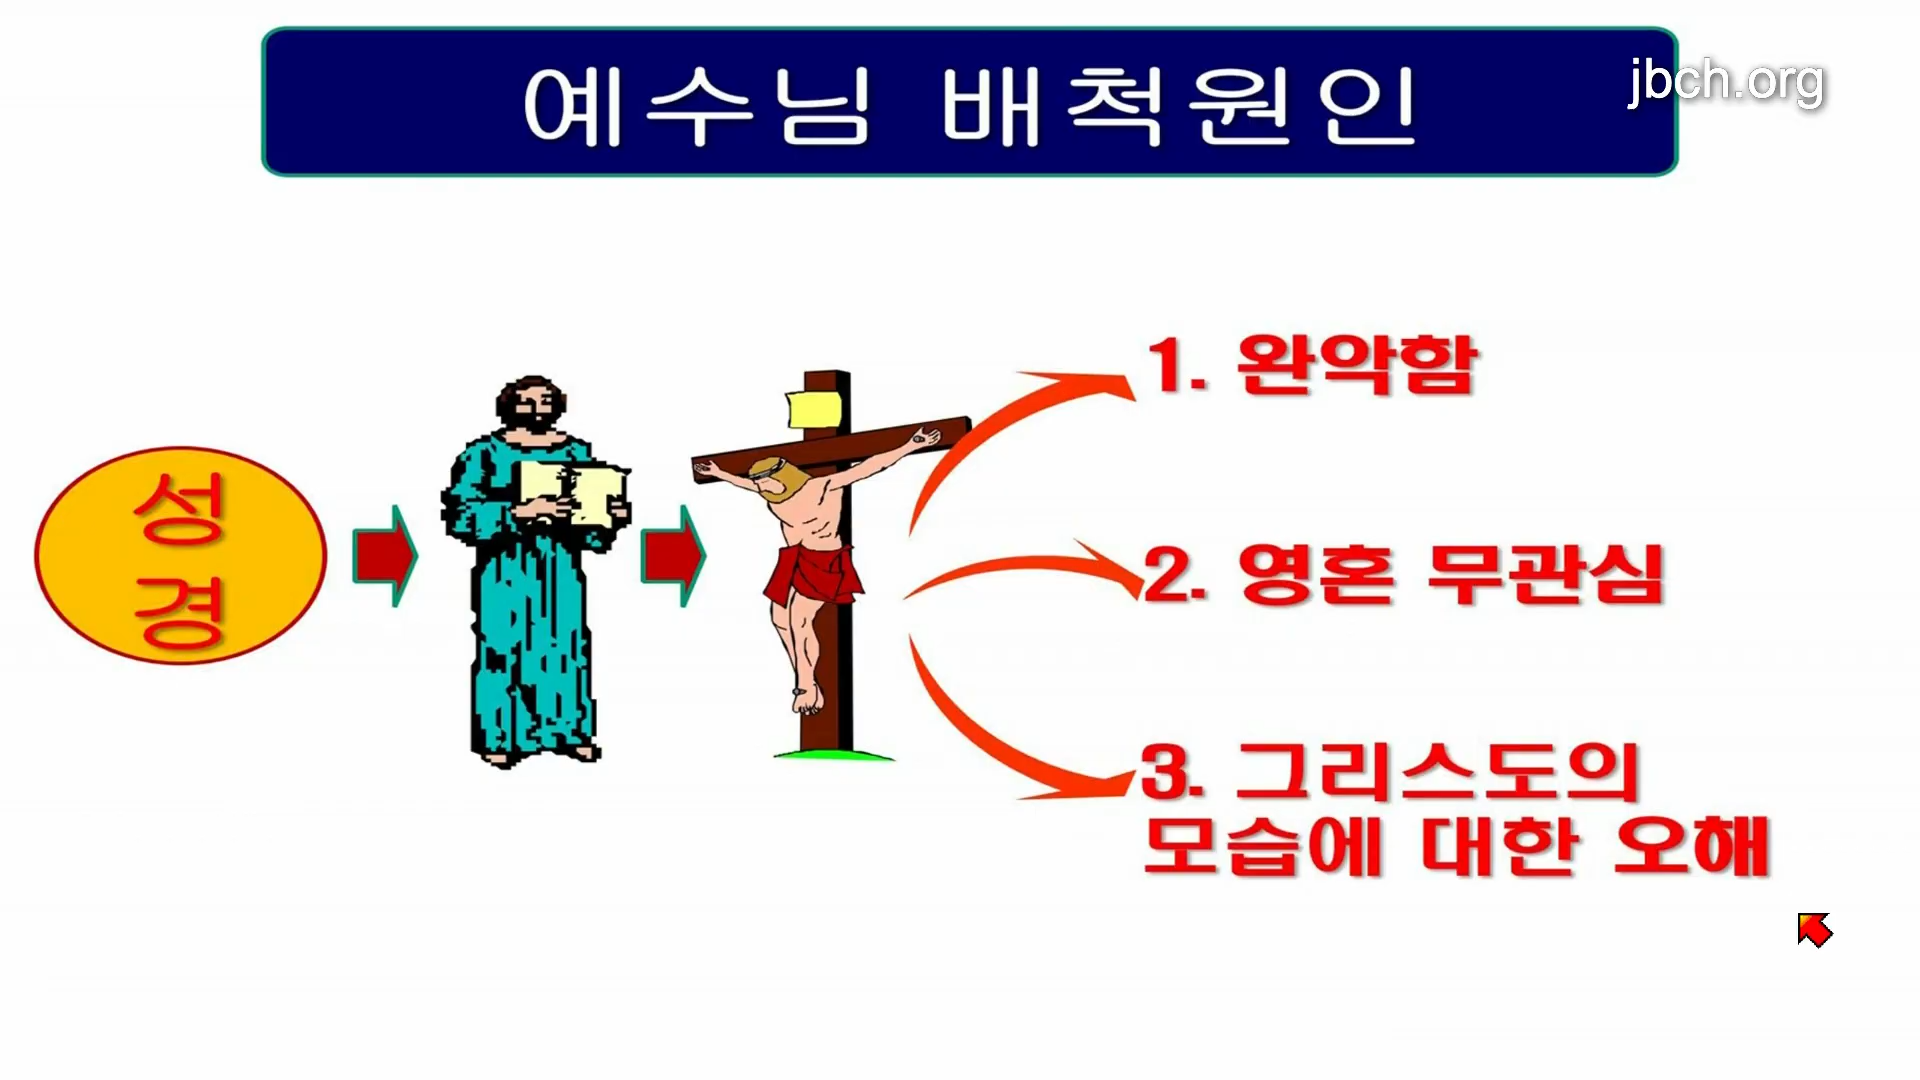 예수님 배척원인
jbch.org
성
경
1. 완악함
2. 영혼 무관심
3. 그리스도의
모습에 대한 오해